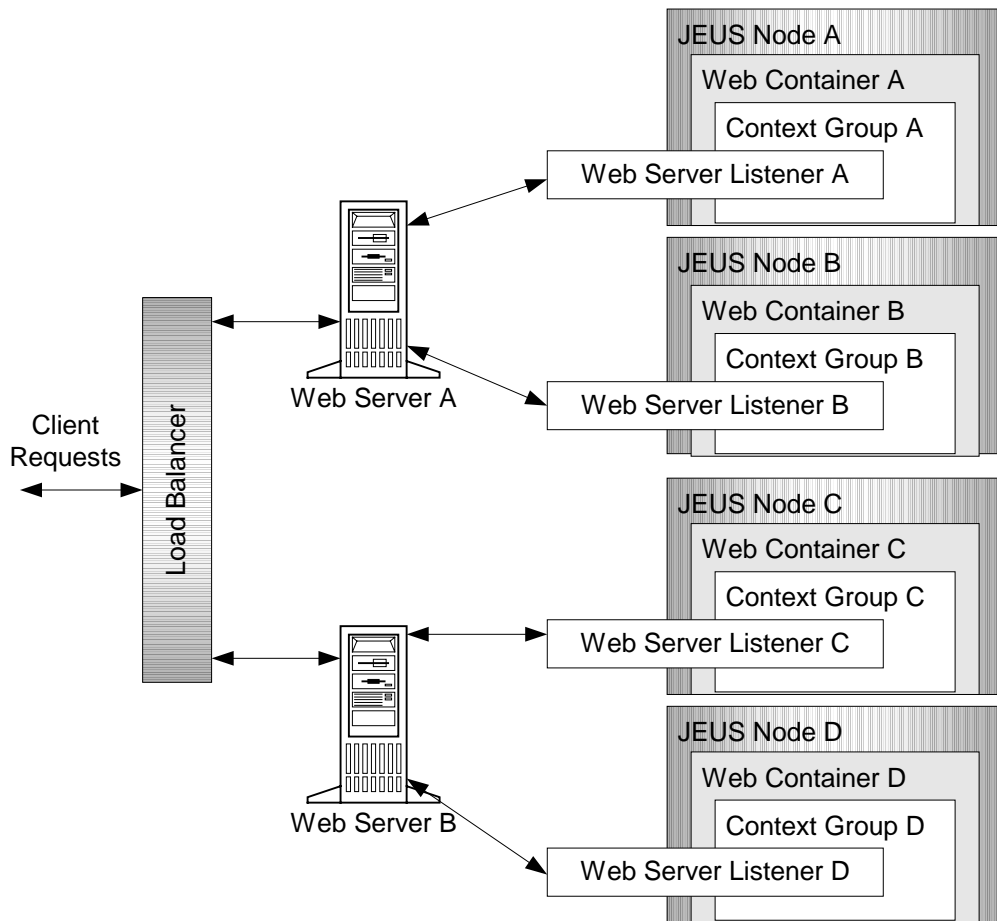 Client
Requests
Load Balancer
Web Server A
Web Server B
JEUS Node A
Web Container A
Context Group A
Web Server Listener A
JEUS Node B
Web Container B
Context Group B
Web Server Listener B
JEUS Node C
Web Container C
Context Group C
Web Server Listener C
JEUS Node D
Web Container D
Context Group D
Web Server Listener D